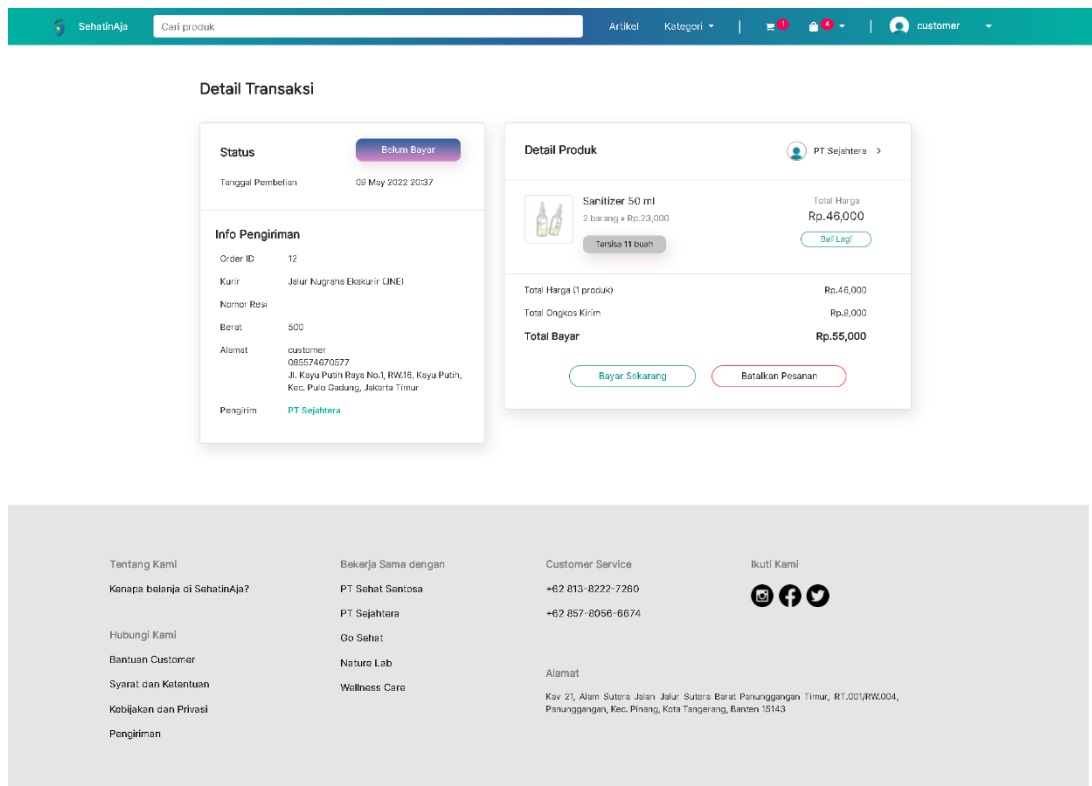 SehatinAja
Cari produk
Artikel
Kategori
1
4
customer
Detail Transaksi
Status
Belum Bayar
Tanggal Pembelian
09 May 2022 20:37
Info Pengiriman
Order ID
12
Kurir
Jalur Nugraha Ekakurir (JNE)
Nomor Resi
Berat
500
Alamat
customer
085574670577
Jl. Kayu Putih Raya No.1, RW.16, Kayu Putih,
Kec. Pulo Gadung, Jakarta Timur
Pengirim
PT Sejahtera
Detail Produk
PT Sejahtera
Sanitizer 50 ml
2 barang x Rp.23,000
Tersisa 11 buah
Total Harga
Rp.46,000
Beli Lagi
Total Harga (1 produk)
Rp.46,000
Total Ongkos Kirim
Rp.9,000
Total Bayar
Rp.55,000
Bayar Sekarang
Batalkan Pesanan
Tentang Kami
Kenapa belanja di SehatinAja?
Hubungi Kami
Bantuan Customer
Syarat dan Ketentuan
Kebijakan dan Privasi
Pengiriman
Bekerja Sama dengan
PT Sehat Sentosa
PT Sejahtera
Go Sehat
Nature Lab
Wellness Care
Customer Service
+62 813-8222-7260
+62 857-8056-6674
Ikuti Kami
Alamat
Kav 21, Alam Sutera Jalan Jalur Sutera Barat Panunggangan Timur, RT.001/RW.004,
Panunggangan, Kec. Pinang, Kota Tangerang, Banten 15143